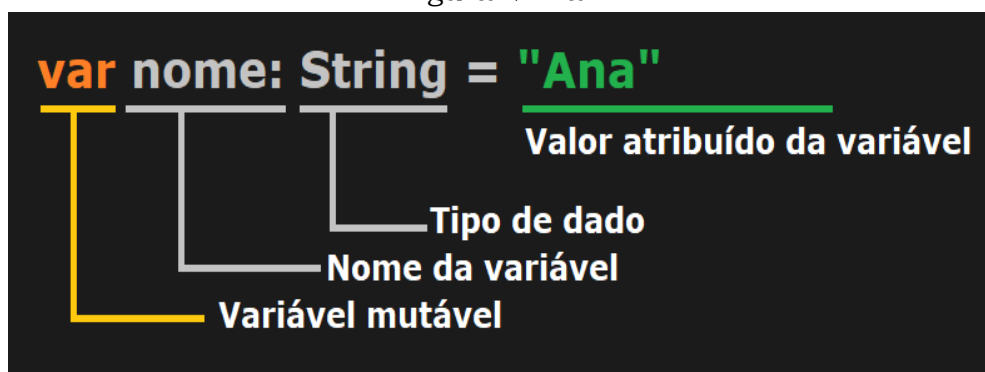 var nome: String = "Ana"
Valor atribuído da variável
Tipo de dado
Nome da variável
Variável mutável